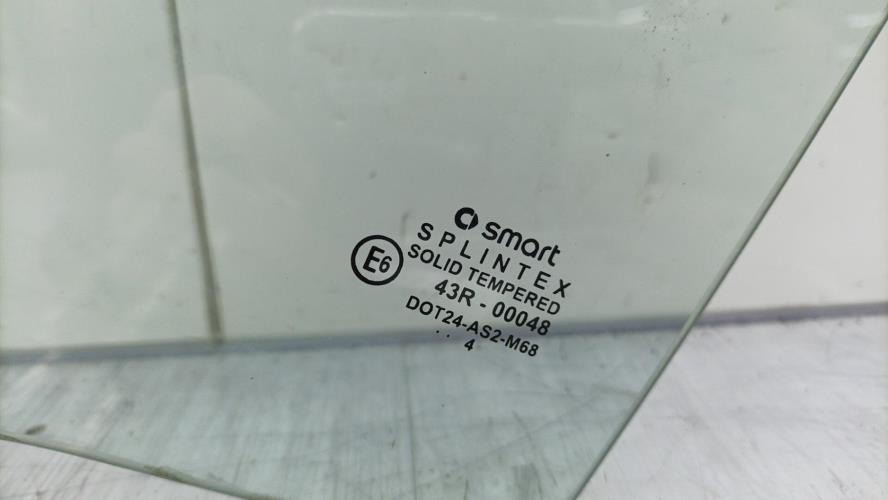 smart
SPLINTEX
E6
SOLID TEMPERED
43R - 00048
DOT24-AS2-M68
. . 4